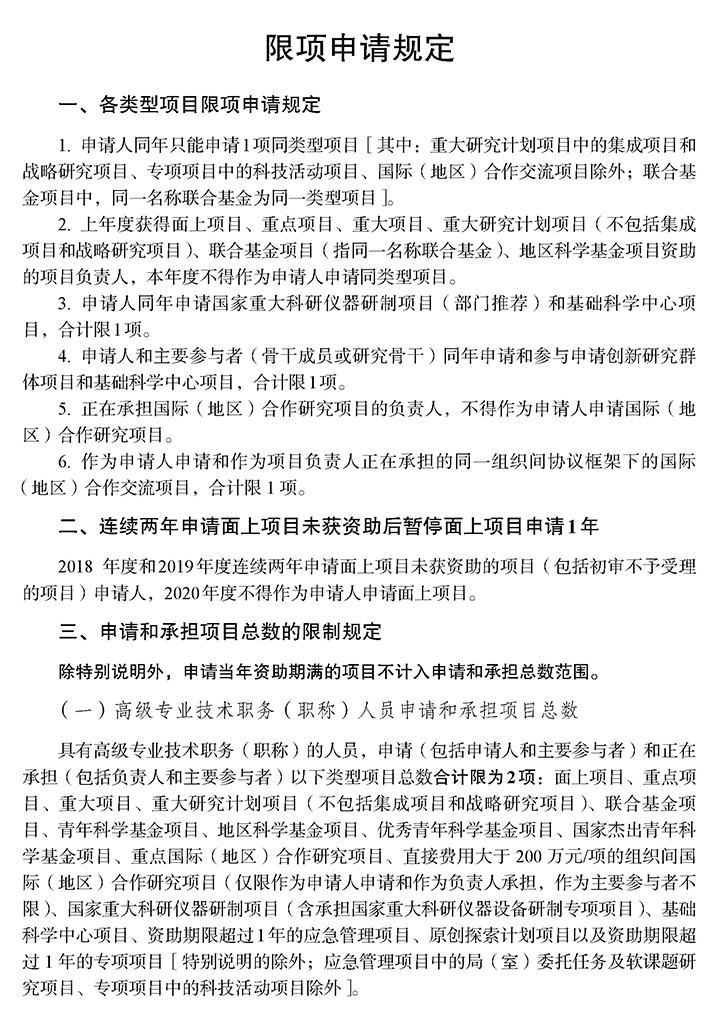 限项申请规定
一、各类型项目限项申请规定
1. 申请人同年只能申请1项同类型项目［其中：重大研究计划项目中的集成项目和
战略研究项目、专项项目中的科技活动项目、国际（地区）合作交流项目除外；联合基
金项目中，同一名称联合基金为同一类型项目］。
2. 上年度获得面上项目、重点项目、重大项目、重大研究计划项目（不包括集成
项目和战略研究项目）、联合基金项目（指同一名称联合基金）、地区科学基金项目资助
的项目负责人，本年度不得作为申请人申请同类型项目。
3. 申请人同年申请国家重大科研仪器研制项目（部门推荐）和基础科学中心项
目，合计限1项。
4. 申请人和主要参与者（骨干成员或研究骨干）同年申请和参与申请创新研究群
体项目和基础科学中心项目，合计限1项。
5. 正在承担国际（地区）合作研究项目的负责人，不得作为申请人申请国际（地
区）合作研究项目。
6. 作为申请人申请和作为项目负责人正在承担的同一组织间协议框架下的国际
（地区）合作交流项目，合计限 1 项。
二、连续两年申请面上项目未获资助后暂停面上项目申请1年
2018 年度和2019年度连续两年申请面上项目未获资助的项目（包括初审不予受理
的项目）申请人，2020年度不得作为申请人申请面上项目。
三、申请和承担项目总数的限制规定
除特别说明外，申请当年资助期满的项目不计入申请和承担总数范围。
（一）高级专业技术职务（职称）人员申请和承担项目总数
具有高级专业技术职务（职称）的人员，申请（包括申请人和主要参与者）和正在
承担（包括负责人和主要参与者）以下类型项目总数合计限为2项：面上项目、重点项
目、重大项目、重大研究计划项目（不包括集成项目和战略研究项目）、联合基金项
目、青年科学基金项目、地区科学基金项目、优秀青年科学基金项目、国家杰出青年科
学基金项目、重点国际（地区）合作研究项目、直接费用大于 200 万元/项的组织间国
际（地区）合作研究项目（仅限作为申请人申请和作为负责人承担，作为主要参与者不
限）、国家重大科研仪器研制项目（含承担国家重大科研仪器设备研制专项项目）、基础
科学中心项目、资助期限超过1年的应急管理项目、原创探索计划项目以及资助期限超
过 1 年的专项项目［特别说明的除外；应急管理项目中的局（室）委托任务及软课题研
究项目、专项项目中的科技活动项目除外］。